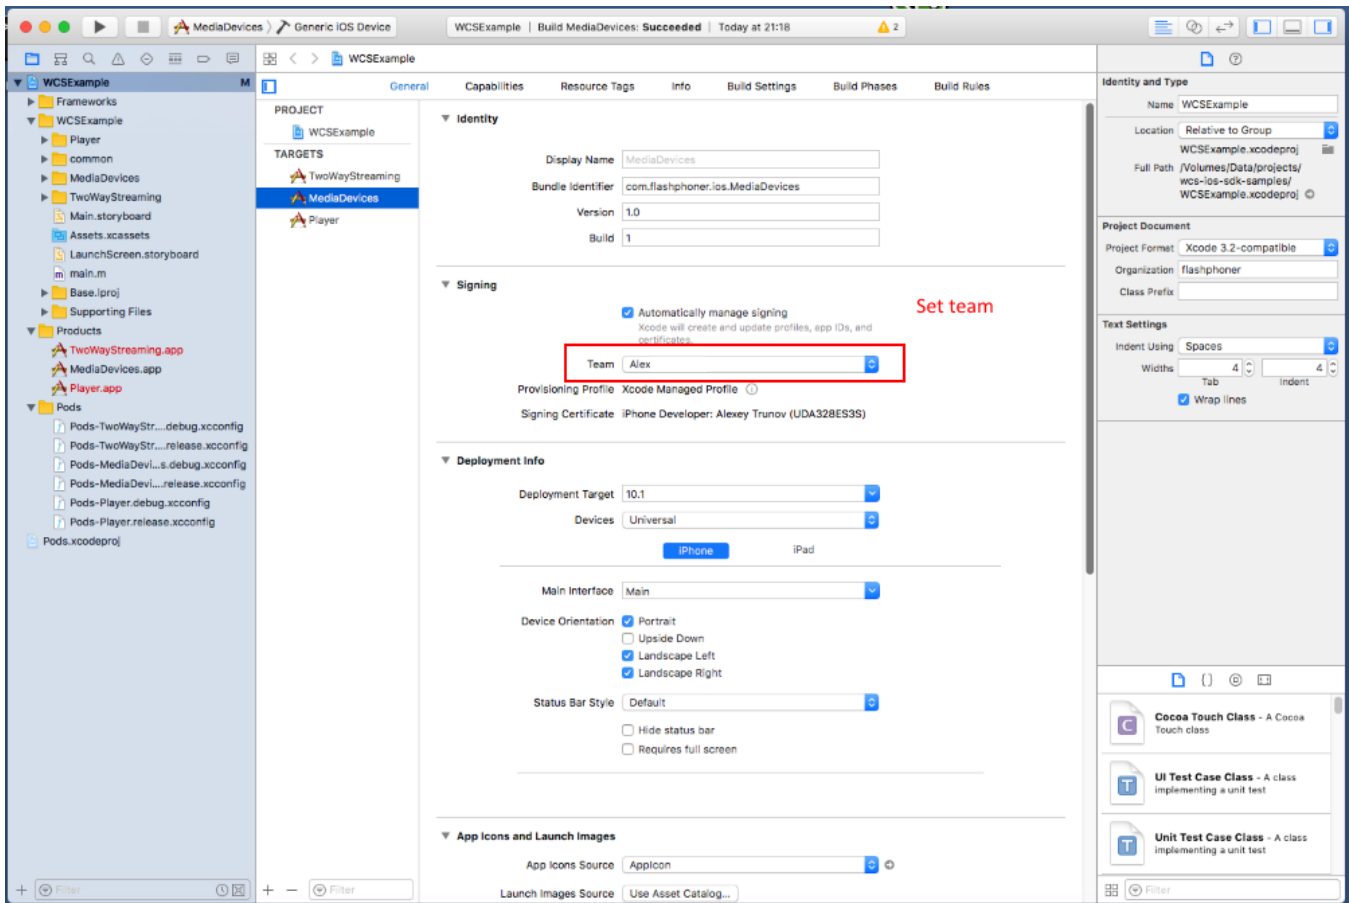 MediaDevices Generic iOS Device
WCSExample | Build MediaDevices: Succeeded | Today at 21:18
2
WCSExample
WCSExample M
Frameworks
WCSExample
Player
common
MediaDevices
TwoWayStreaming
Main.storyboard
Assets.xcassets
LaunchScreen.storyboard
main.m
Base.lproj
Supporting Files
Products
TwoWayStreaming.app
MediaDevices.app
Player.app
Pods
Pods-TwoWayStr....debug.xcconfig
Pods-TwoWayStr....release.xcconfig
Pods-MediaDevi...s.debug.xcconfig
Pods-MediaDevi....release.xcconfig
Pods-Player.debug.xcconfig
Pods-Player.release.xcconfig
Pods.xcodeproj
Filter
General Capabilities Resource Tags Info Build Settings Build Phases Build Rules
PROJECT
WCSExample
TARGETS
TwoWayStreaming
MediaDevices
Player
Filter
Identity
Display Name MediaDevices
Bundle Identifier com.flashphoner.ios.MediaDevices
Version 1.0
Build 1
Signing
Set team
Automatically manage signing
Xcode will create and update profiles, app IDs, and
certificates.
Team Alex
Provisioning Profile Xcode Managed Profile
Signing Certificate iPhone Developer: Alexey Trunov (UDA328ES3S)
Deployment Info
Deployment Target 10.1
Devices Universal
iPhone iPad
Main Interface Main
Device Orientation Portrait
Upside Down
Landscape Left
Landscape Right
Status Bar Style Default
Hide status bar
Requires full screen
App Icons and Launch Images
App Icons Source AppIcon
Launch Images Source Use Asset Catalog...
Identity and Type
Name WCSExample
Location Relative to Group
WCSExample.xcodeproj
Full Path /Volumes/Data/projects/
wcs-ios-sdk-samples/
WCSExample.xcodeproj
Project Document
Project Format Xcode 3.2-compatible
Organization flashphoner
Class Prefix
Text Settings
Indent Using Spaces
Widths 4 4
Tab Indent
Wrap lines
{ }
C
Cocoa Touch Class - A Cocoa
Touch class
T
UI Test Case Class - A class
implementing a unit test
T
Unit Test Case Class - A class
implementing a unit test
Filter